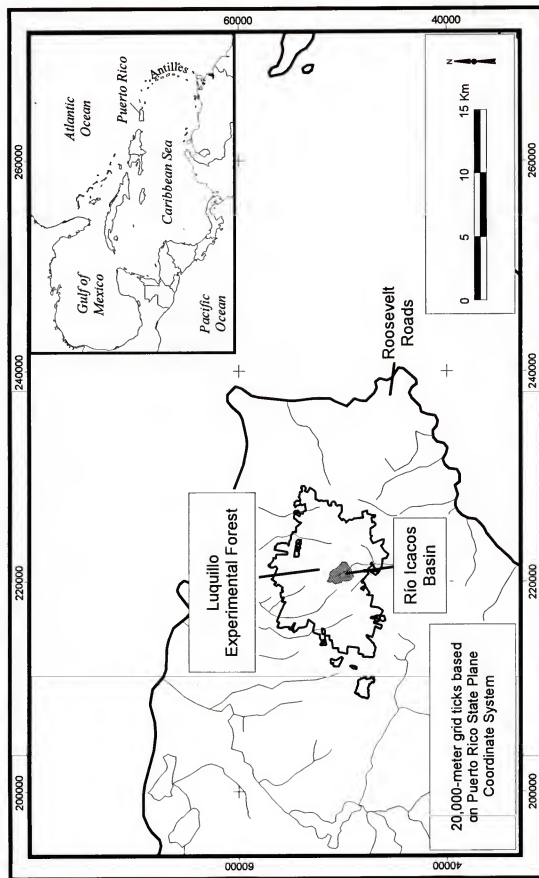 200000
220000
240000
260000
60000
40000
Gulf of
Mexico
Atlantic
Ocean
Puerto Rico
Antilles
Caribbean Sea
Pacific
Ocean
Luquillo
Experimental Forest
Roosevelt
Roads
Río Icacos
Basin
20,000-meter grid ticks based
on Puerto Rico State Plane
Coordinate System
N
0 5 10 15 Km
60000
40000
200000
220000
240000
260000